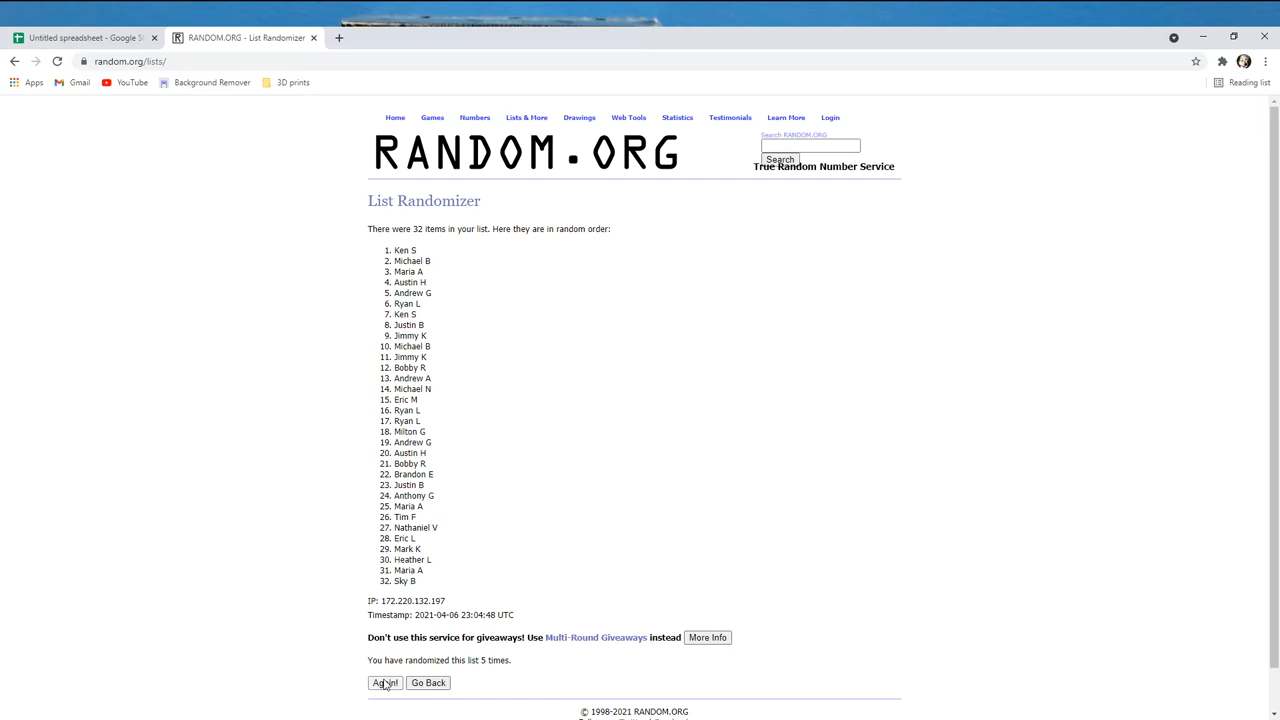 Untitled spreadsheet - Google Sh
RANDOM.ORG - List Randomizer
random.org/lists/
Apps Gmail YouTube Background Remover 3D prints Reading list
Home Games Numbers Lists & More Drawings Web Tools Statistics Testimonials Learn More Login
RANDOM.ORG
Search RANDOM.ORG
Search
True Random Number Service
List Randomizer
There were 32 items in your list. Here they are in random order:
1. Ken S
2. Michael B
3. Maria A
4. Austin H
5. Andrew G
6. Ryan L
7. Ken S
8. Justin B
9. Jimmy K
10. Michael B
11. Jimmy K
12. Bobby R
13. Andrew A
14. Michael N
15. Eric M
16. Ryan L
17. Ryan L
18. Milton G
19. Andrew G
20. Austin H
21. Bobby R
22. Brandon E
23. Justin B
24. Anthony G
25. Maria A
26. Tim F
27. Nathaniel V
28. Eric L
29. Mark K
30. Heather L
31. Maria A
32. Sky B
IP: 172.220.132.197
Timestamp: 2021-04-06 23:04:48 UTC
Don't use this service for giveaways! Use Multi-Round Giveaways instead More Info
You have randomized this list 5 times.
Again! Go Back
© 1998-2021 RANDOM.ORG